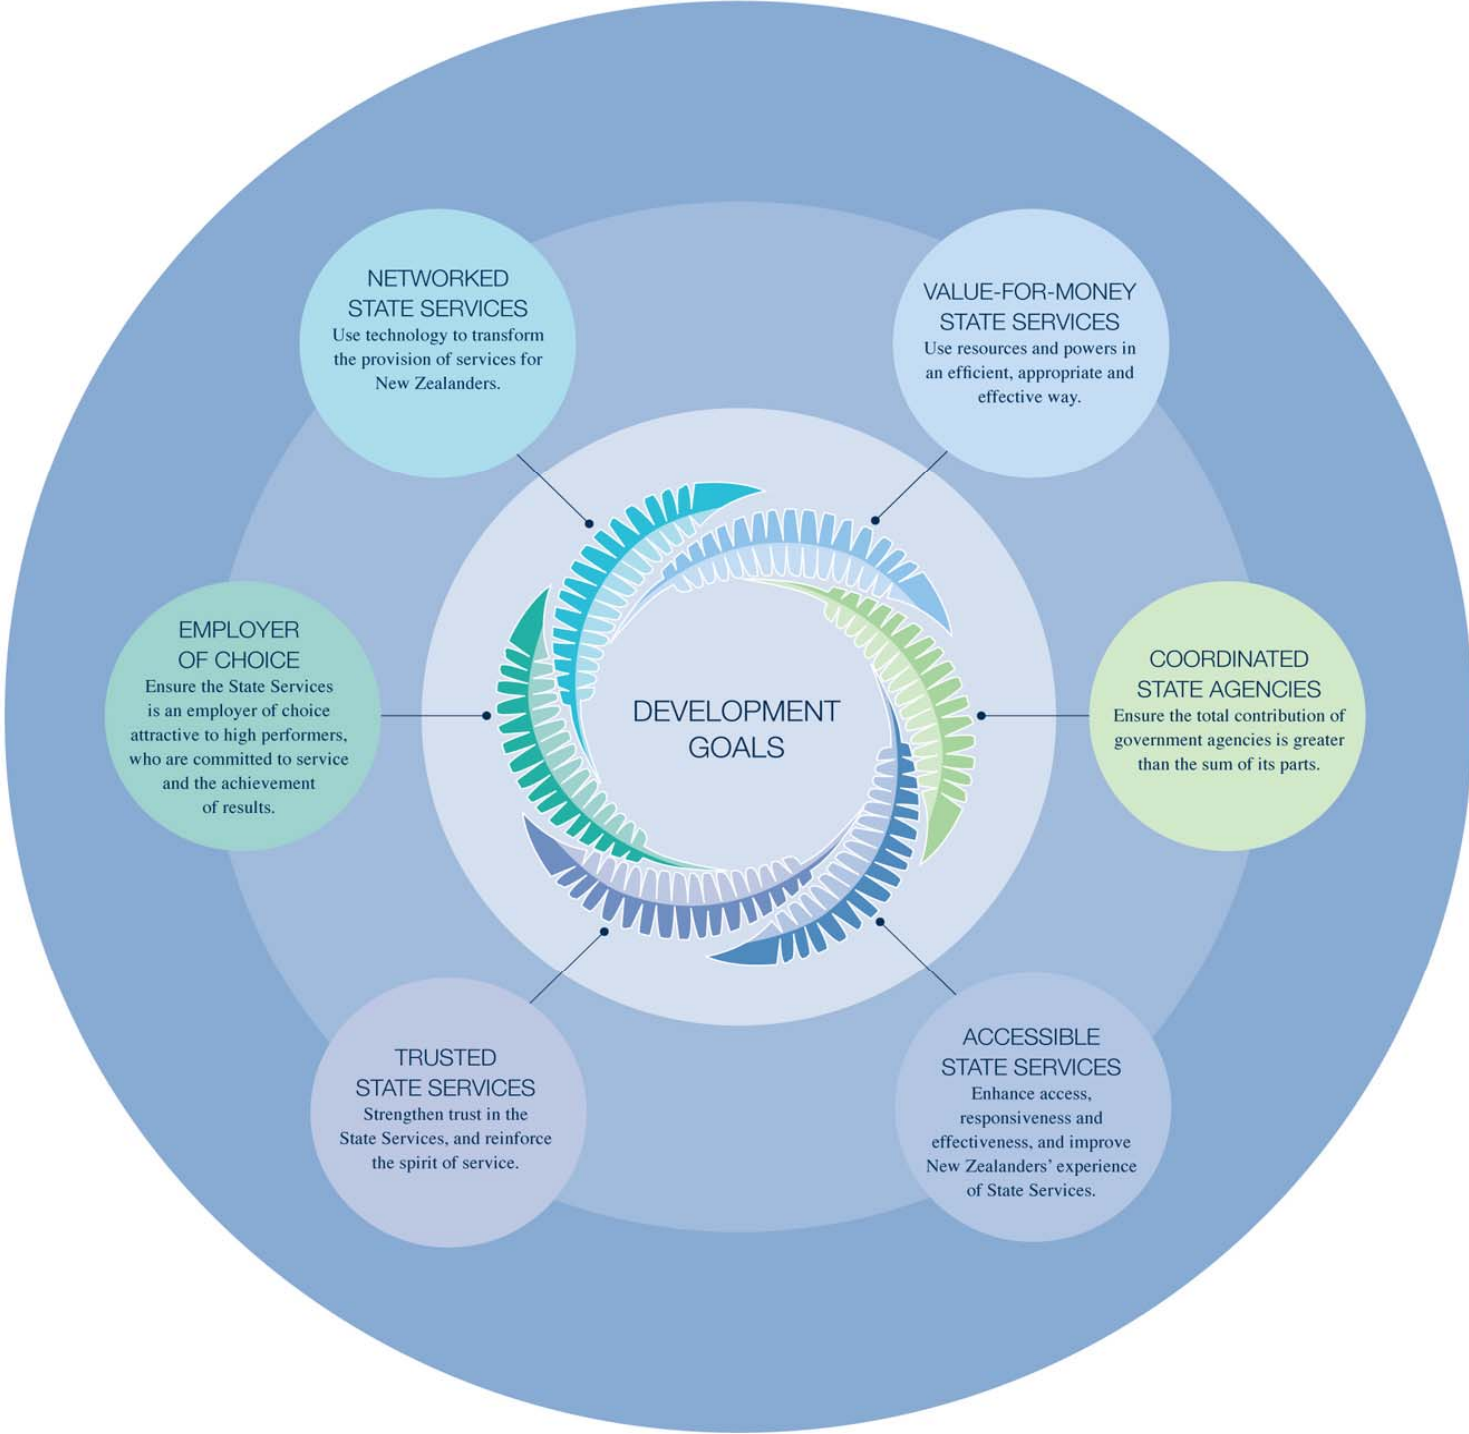 NETWORKED
STATE SERVICES
Use technology to transform
the provision of services for
New Zealanders.
VALUE-FOR-MONEY
STATE SERVICES
Use resources and powers in
an efficient, appropriate and
effective way.
EMPLOYER
OF CHOICE
Ensure the State Services
is an employer of choice
attractive to high performers,
who are committed to service
and the achievement
of results.
DEVELOPMENT
GOALS
COORDINATED
STATE AGENCIES
Ensure the total contribution of
government agencies is greater
than the sum of its parts.
TRUSTED
STATE SERVICES
Strengthen trust in the
State Services, and reinforce
the spirit of service.
ACCESSIBLE
STATE SERVICES
Enhance access,
responsiveness and
effectiveness, and improve
New Zealanders’ experience
of State Services.